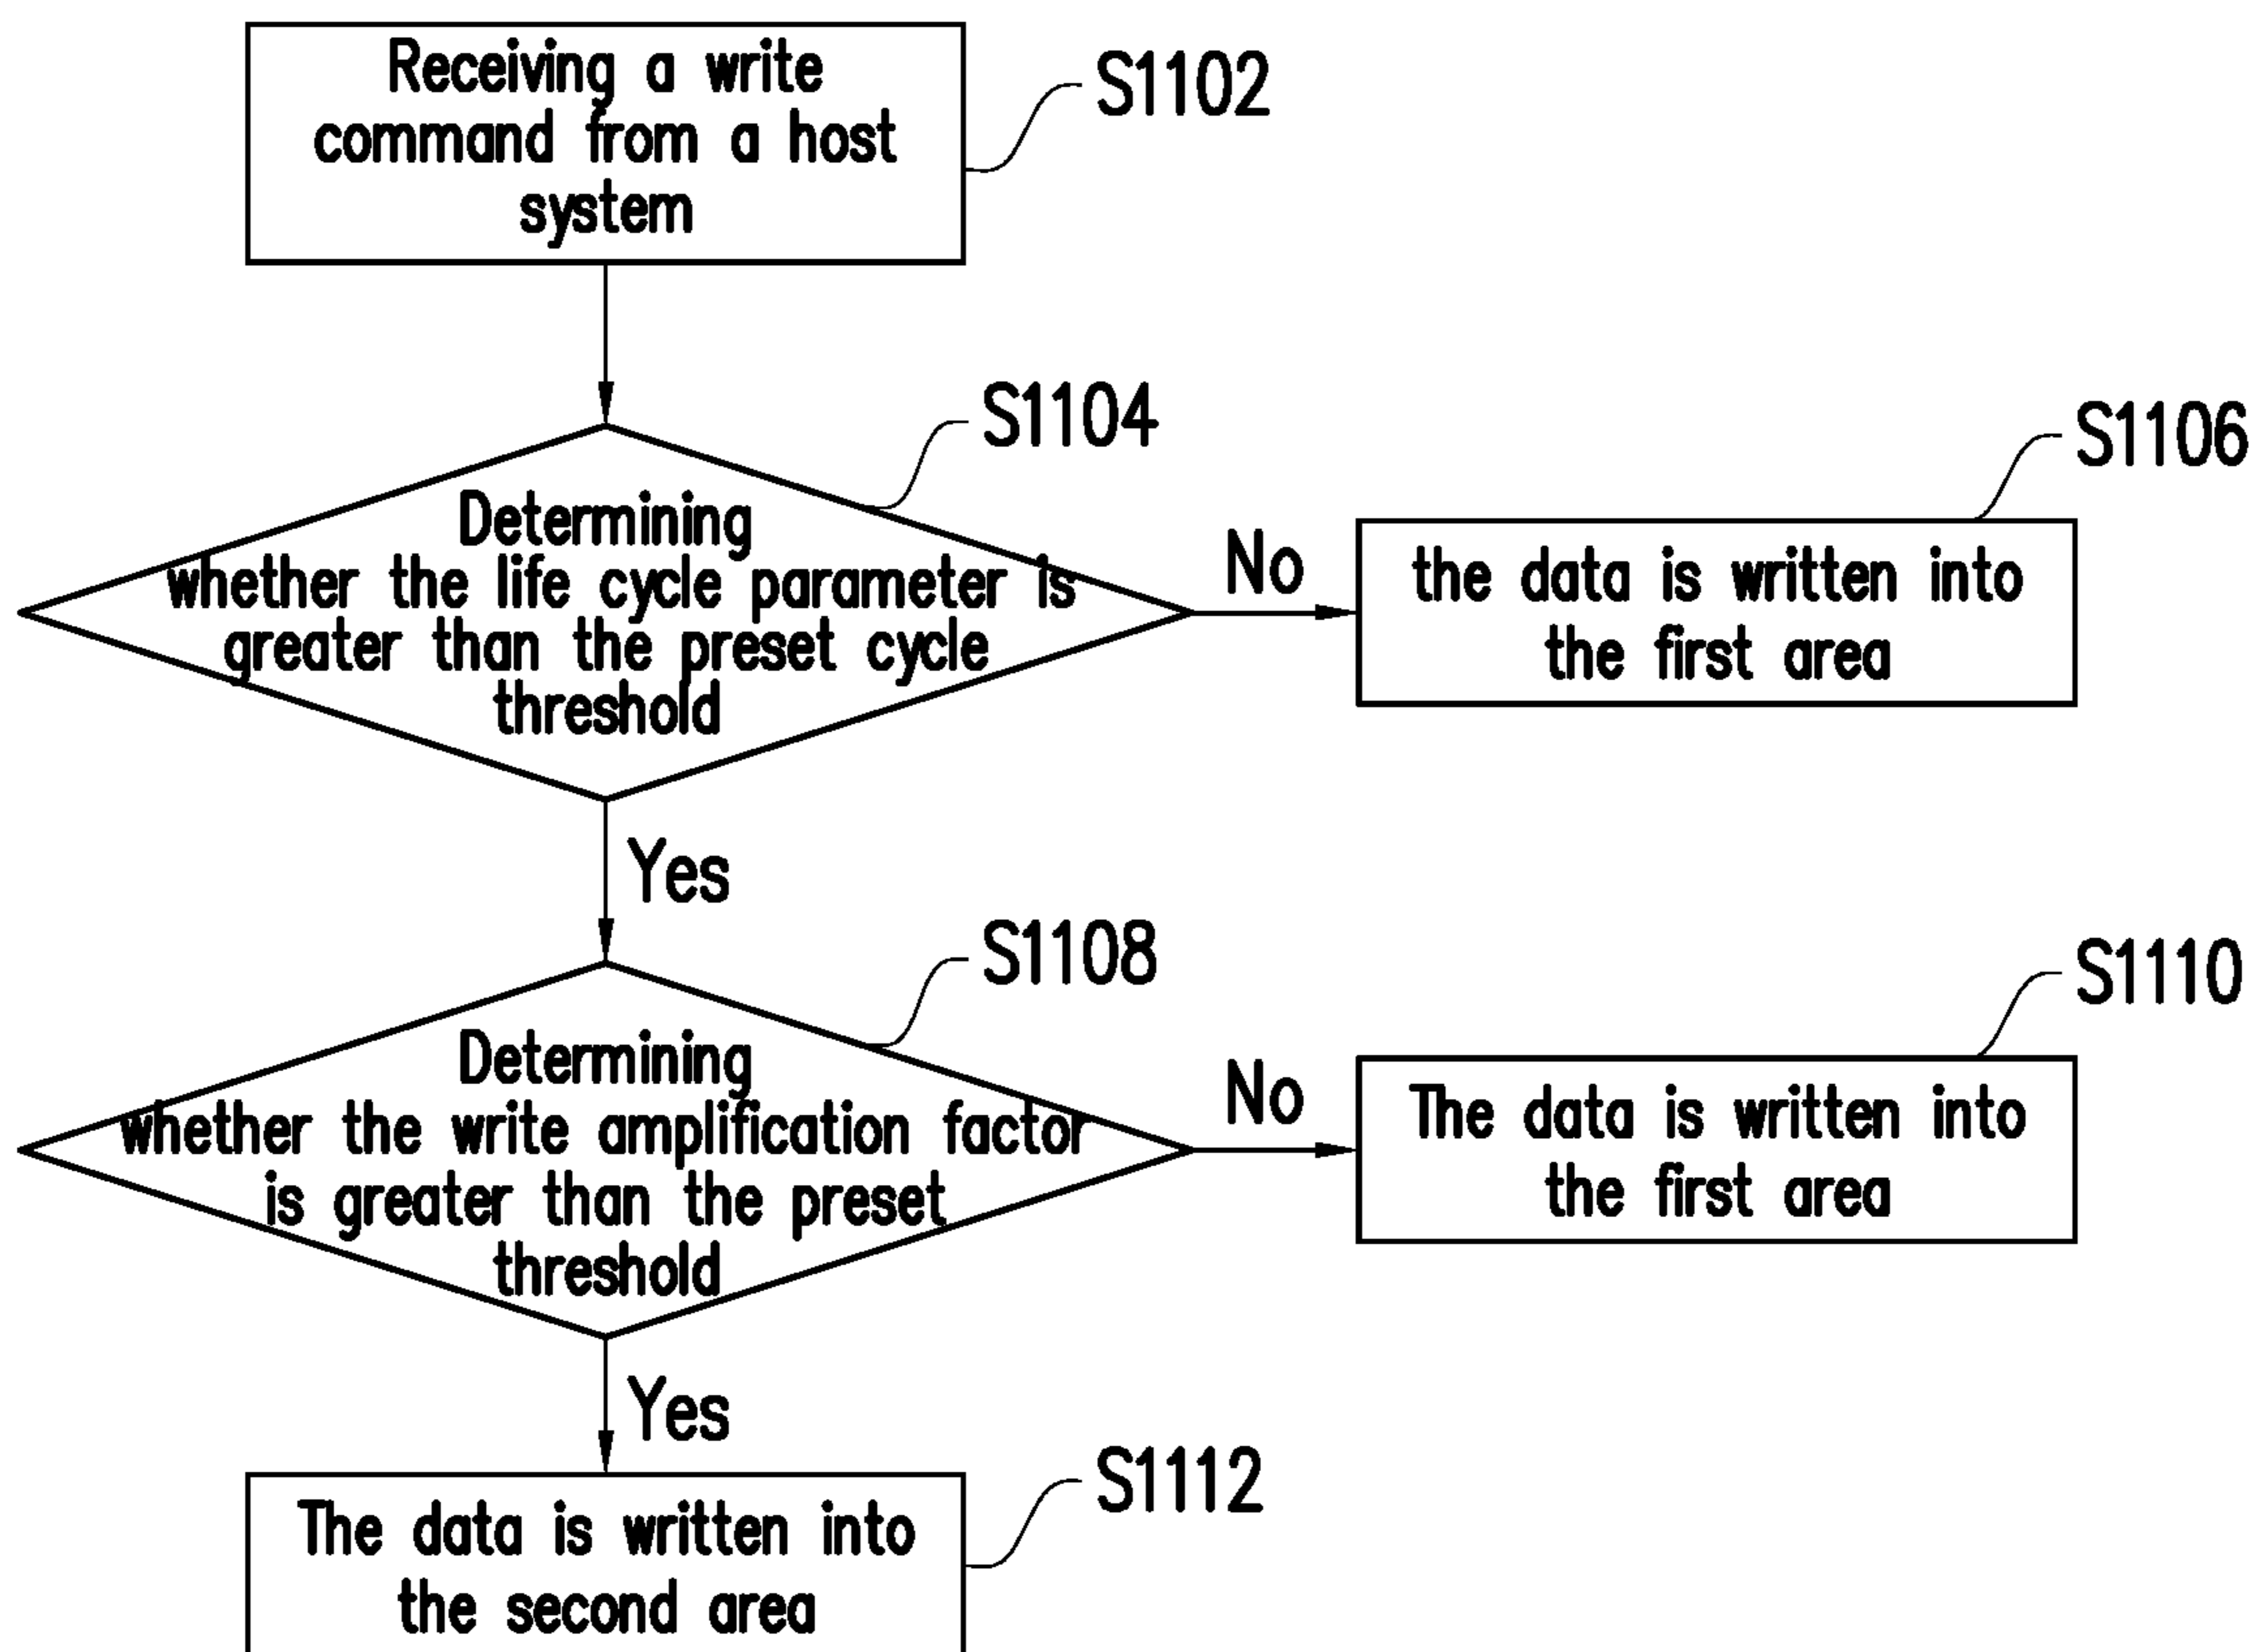 Receiving a write
command from a host
system
S1102
S1104
Determining
whether the life cycle parameter is
greater than the preset cycle
threshold
No
S1106
the data is written into
the first area
Yes
S1108
Determining
whether the write amplification factor
is greater than the preset
threshold
No
S1110
The data is written into
the first area
Yes
S1112
The data is written into
the second area